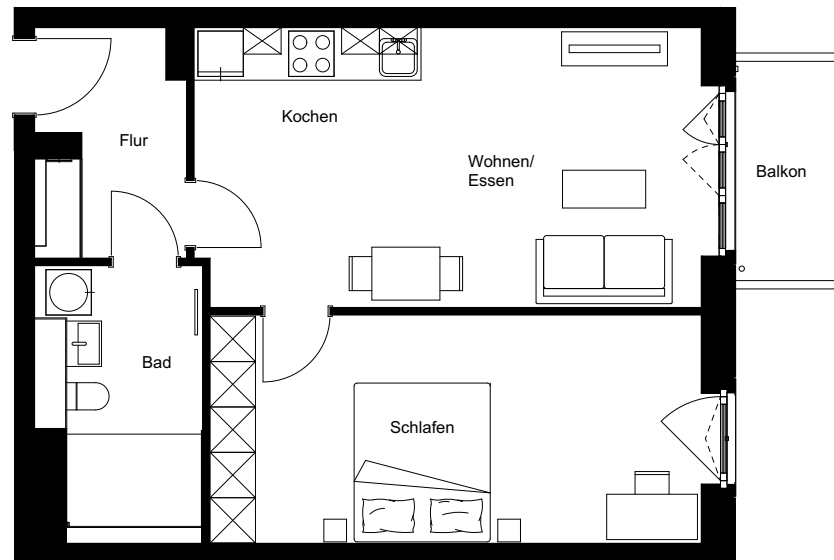 Kochen
Flur
Wohnen/
Essen
Balkon
Bad
Schlafen